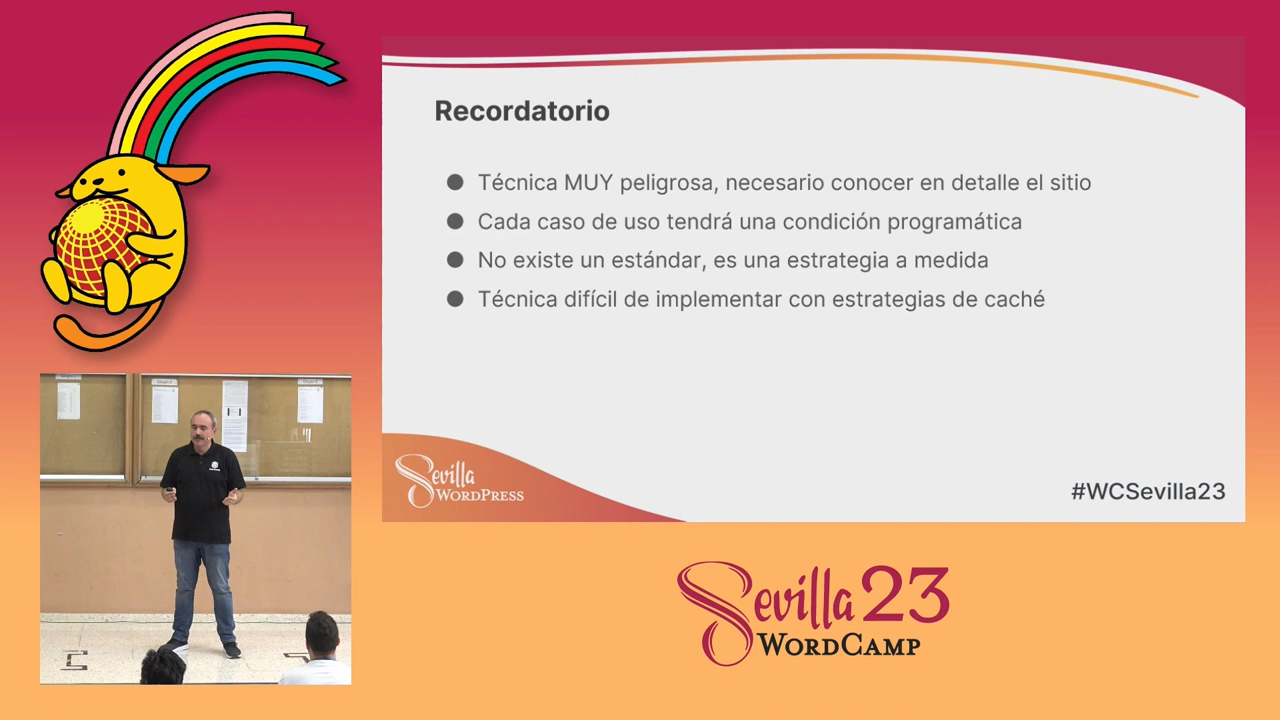 Recordatorio
● Técnica MUY peligrosa, necesario conocer en detalle el sitio
● Cada caso de uso tendrá una condición programática
● No existe un estándar, es una estrategia a medida
● Técnica difícil de implementar con estrategias de caché
Sevilla
WORDPRESS
#WCSevilla23
Sevilla 23
WORDCAMP